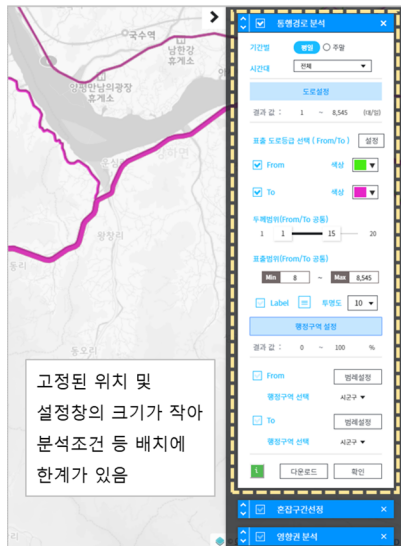 국수역
남한강
휴게소
양평만남의광장
휴게소
왕창리
동오리
고정된 위치 및
설정창의 크기가 작아
분석조건 등 배치에
한계가 있음
통행경로 분석
기간별 평일 주말
시간대 전체
도로설정
결과 값 : 1 ~ 8,545 (대/일)
표출 도로등급 선택 ( From/To ) 설정
From 색상
To 색상
두께범위(From/To 공통)
1 1 15 20
표출범위(From/To 공통)
Min 8 ~ Max 8,545
Label 투명도 10
행정구역 설정
결과 값 : 0 ~ 100 %
From 범례설정
행정구역 선택 시군구
To 범례설정
행정구역 선택 시군구
다운로드 확인
혼잡구간선정
영향권 분석